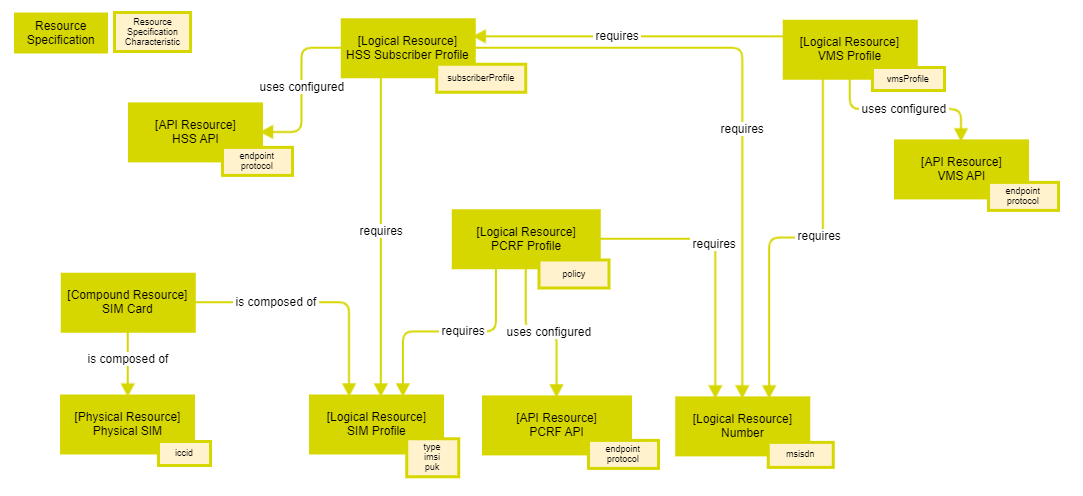 Resource
Specification
Resource
Specification
Characteristic
[Logical Resource]
HSS Subscriber Profile
subscriberProfile
requires
[Logical Resource]
VMS Profile
vmsProfile
uses configured
uses configured
[API Resource]
HSS API
endpoint
protocol
requires
[API Resource]
VMS API
endpoint
protocol
requires
[Logical Resource]
PCRF Profile
policy
requires
requires
[Compound Resource]
SIM Card
is composed of
requires
uses configured
is composed of
[Physical Resource]
Physical SIM
iccid
[Logical Resource]
SIM Profile
type
imsi
puk
[API Resource]
PCRF API
endpoint
protocol
[Logical Resource]
Number
msisdn